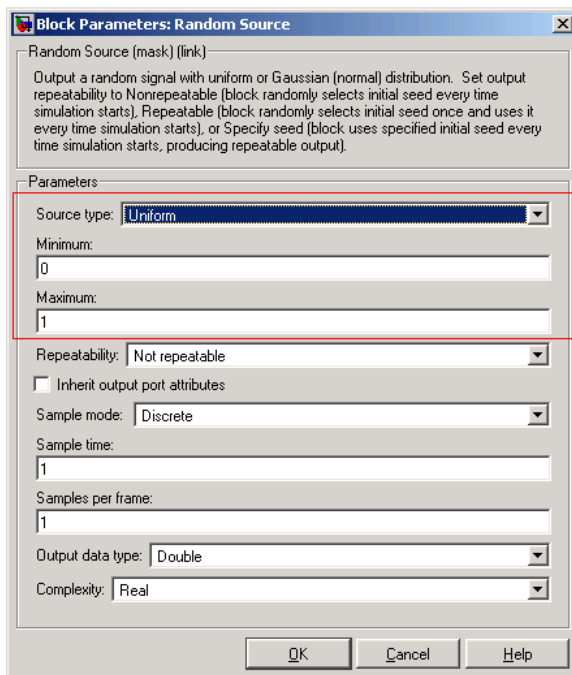 Block Parameters: Random Source
Random Source (mask) (link)
Output a random signal with uniform or Gaussian (normal) distribution. Set output
repeatability to Nonrepeatable (block randomly selects initial seed every time
simulation starts), Repeatable (block randomly selects initial seed once and uses it
every time simulation starts), or Specify seed (block uses specified initial seed every
time simulation starts, producing repeatable output).
Parameters
Source type: Uniform
Minimum:
0
Maximum:
1
Repeatability: Not repeatable
Inherit output port attributes
Sample mode: Discrete
Sample time:
1
Samples per frame:
1
Output data type: Double
Complexity: Real
OK Cancel Help